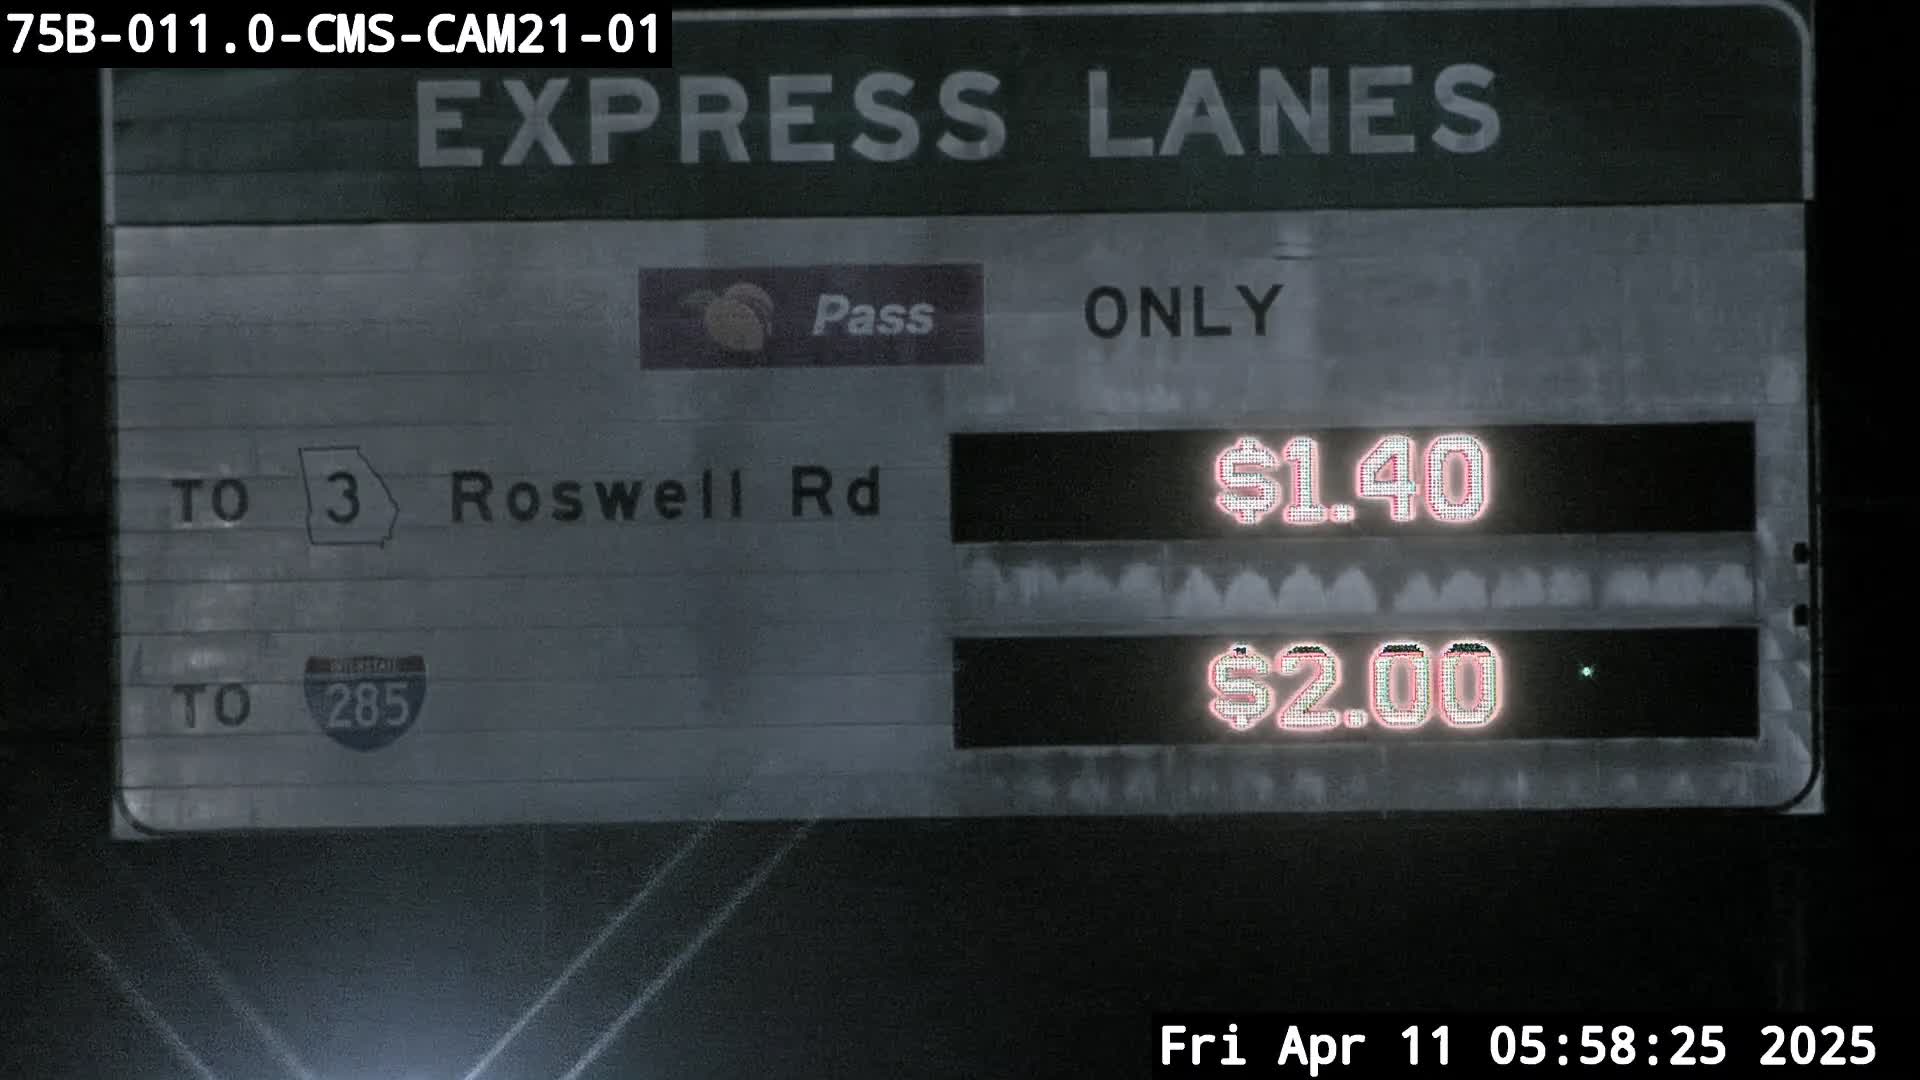 75B-011.0-CMS-CAM21-01
EXPRESS LANES
Pass ONLY
TO 3 Roswell Rd $1.40
INTERSTATE
TO 285 $2.00
Fri Apr 11 05:58:25 2025